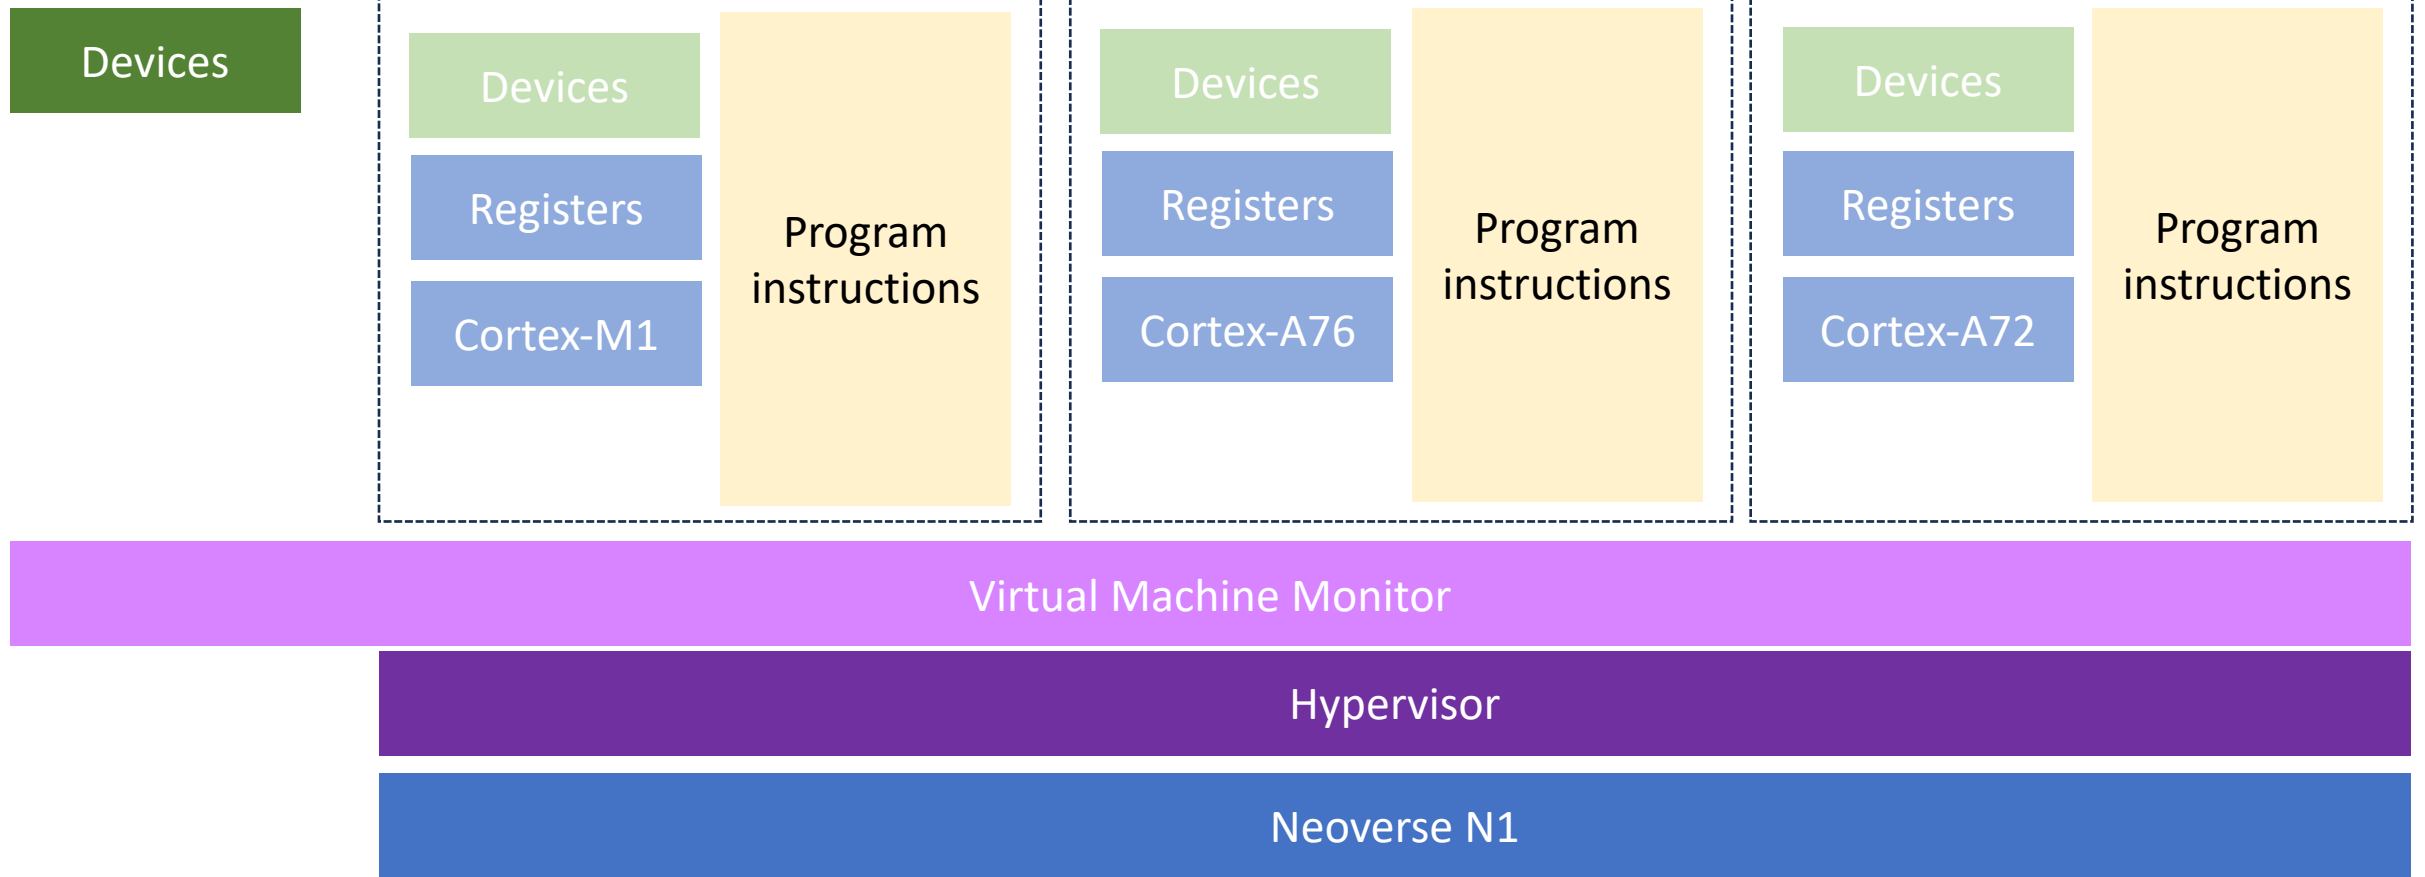 Devices
Devices
Registers
Cortex-M1
Program
instructions
Devices
Registers
Cortex-A76
Program
instructions
Devices
Registers
Cortex-A72
Program
instructions
Virtual Machine Monitor
Hypervisor
Neoverse N1